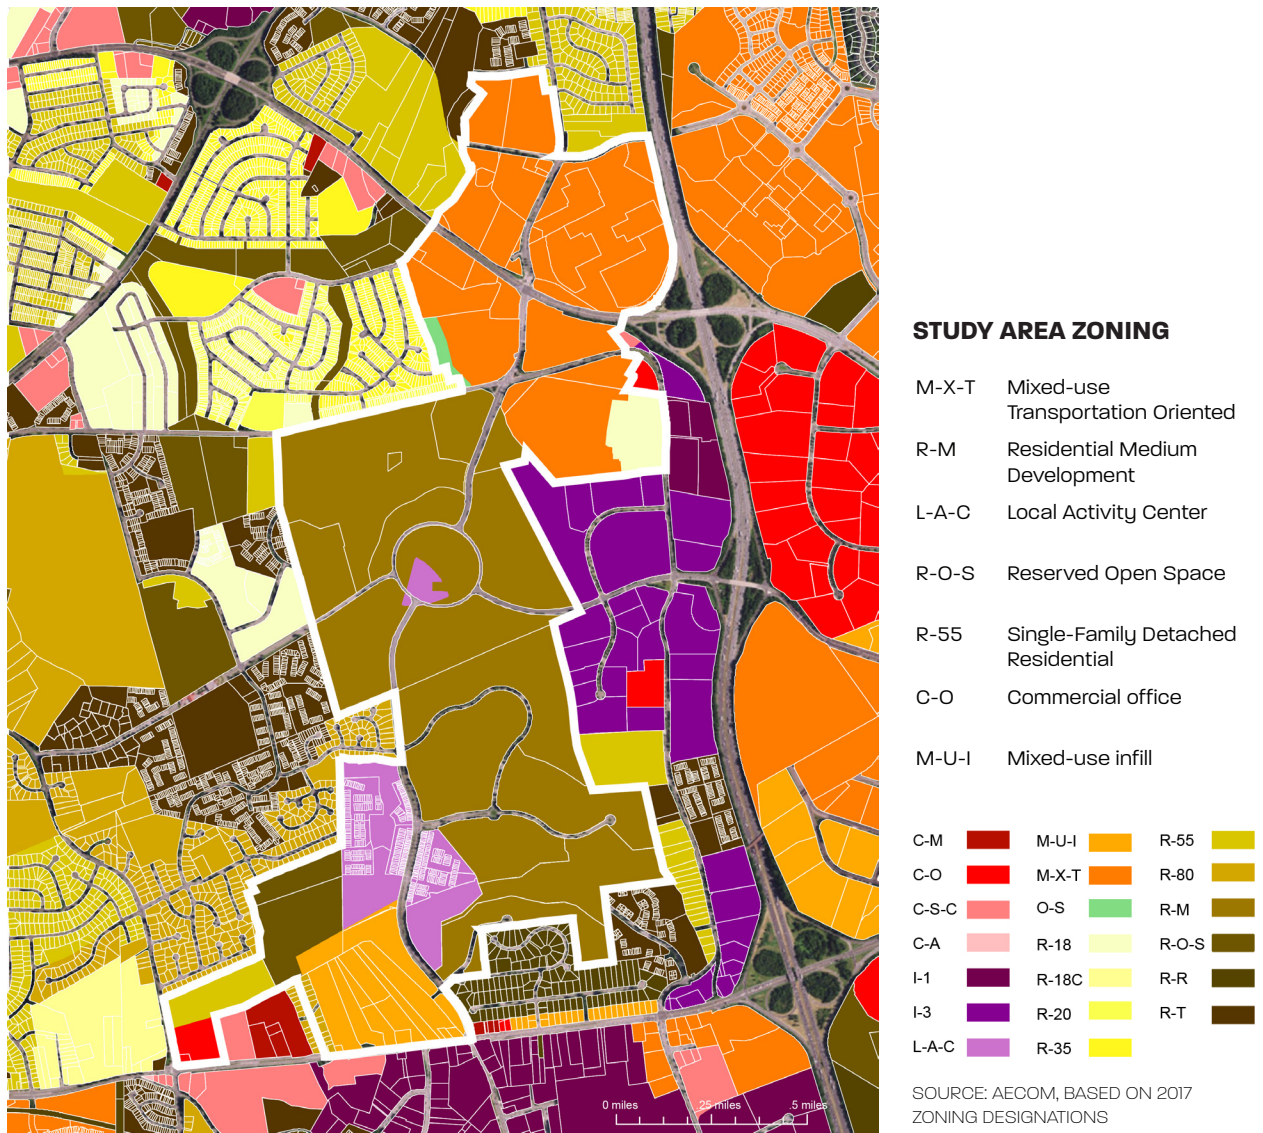 STUDY AREA ZONING
M-X-T Mixed-use
Transportation Oriented
R-M Residential Medium
Development
L-A-C Local Activity Center
R-O-S Reserved Open Space
R-55 Single-Family Detached
Residential
C-O Commercial office
M-U-I Mixed-use infill
C-M M-U-I R-55
C-O M-X-T R-80
C-S-C O-S R-M
C-A R-18 R-O-S
I-1 R-18C R-R
I-3 R-20 R-T
L-A-C R-35
0 miles .25 miles .5 miles
SOURCE: AECOM, BASED ON 2017
ZONING DESIGNATIONS